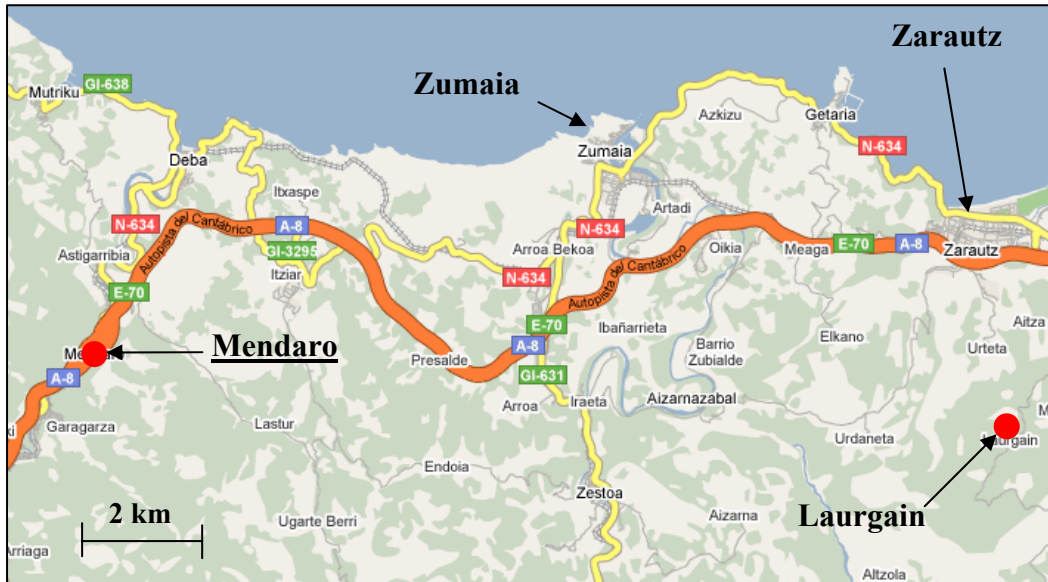 Zarautz
Zumaia
GI-638
Mutriku
Azkizu
Getaria
N-634
Zumaia
Deba
Itxaspe
Artadi
N-634
Autopista del Cantábrico
A-8
N-634
Arroa Bekoa
Oikia
Meaga
E-70
A-8
Zarautz
Astigarribia
GI-3295
Itziar
N-634
Autopista del Cantábrico
E-70
E-70
Ibañarrieta
Elkano
Aitza
Mendaro
A-8
Barrio
Zubialde
Urteta
Presalde
A-8
GI-631
Arroa
Iraeta
Aizarnazabal
Garagarza
Lastur
Urdaneta
Laurgain
Endoia
Zestoa
2 km
Ugarte Berri
Aizarna
Laurgain
Arriaga
Altzola